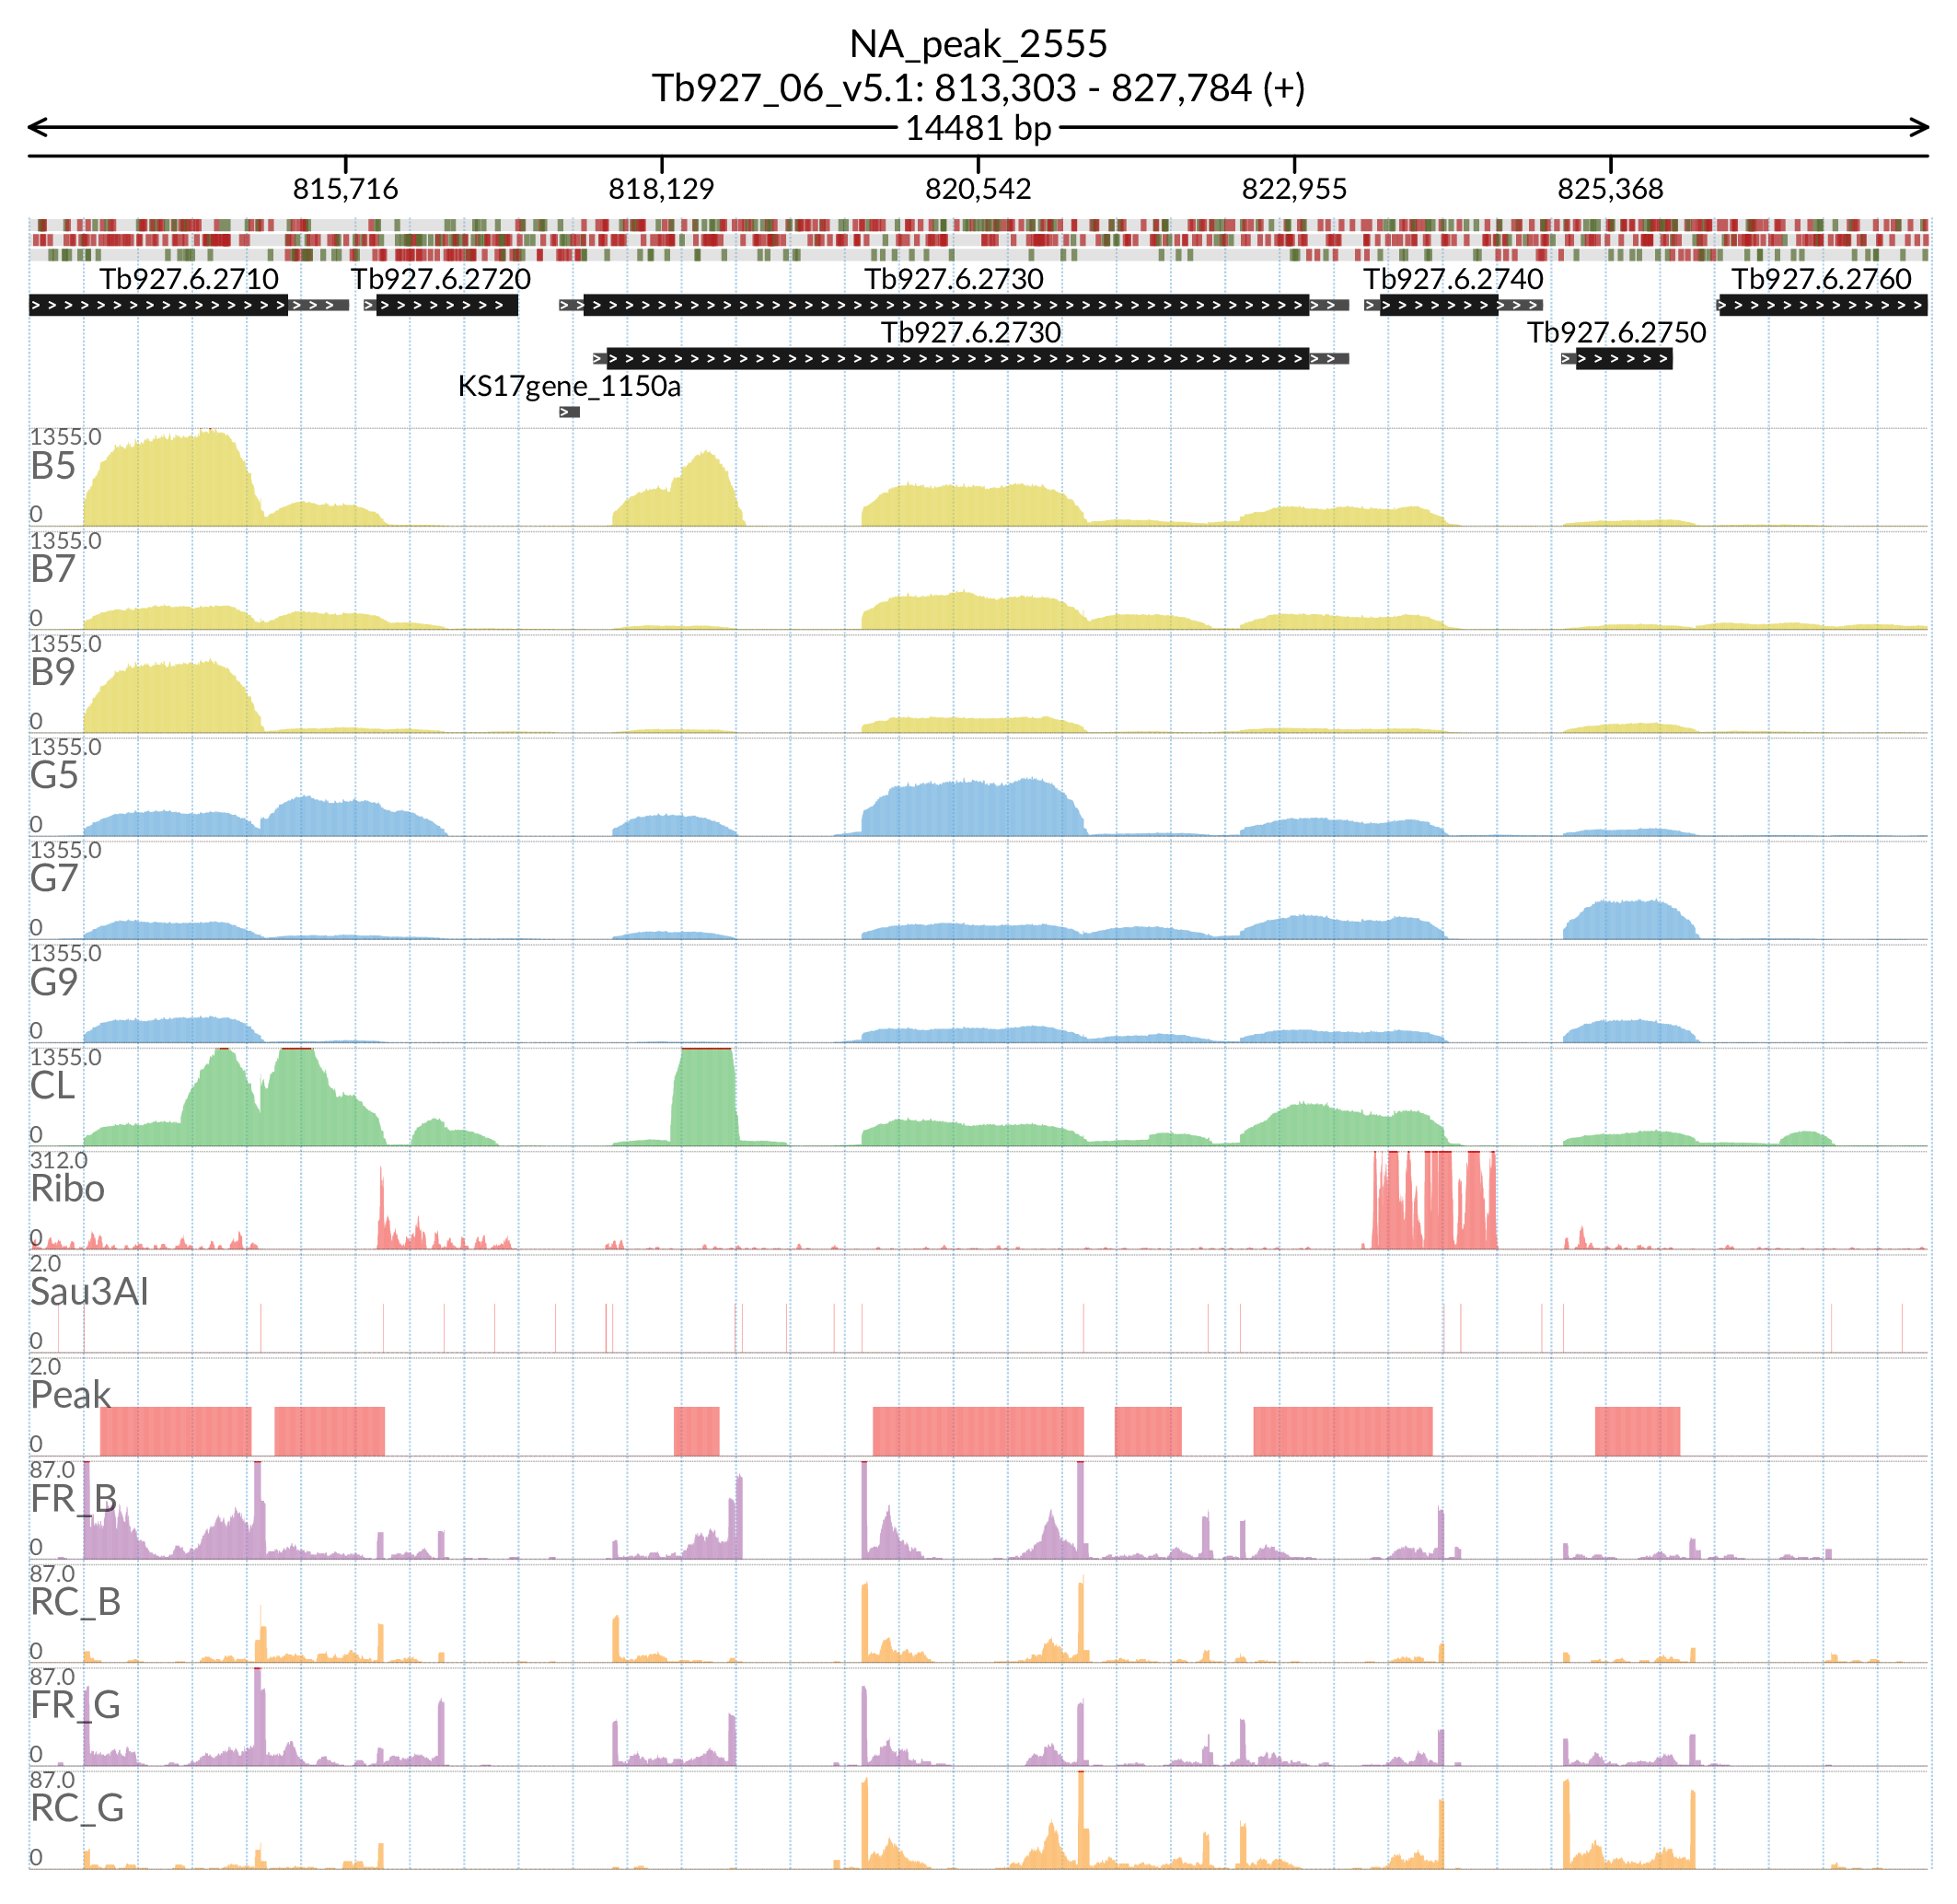 NA_peak_2555
Tb927_06_v5.1: 813,303 - 827,784 (+)
14481 bp
815,716 818,129 820,542 822,955 825,368
Tb927.6.2710 Tb927.6.2720 Tb927.6.2730 Tb927.6.2740 Tb927.6.2760
Tb927.6.2730 Tb927.6.2750
KS17gene_1150a
1355.0
B5
0
1355.0
B7
0
1355.0
B9
0
1355.0
G5
0
1355.0
G7
0
1355.0
G9
0
1355.0
CL
0
312.0
Ribo
0
2.0
Sau3AI
0
2.0
Peak
0
87.0
FR_B
0
87.0
RC_B
0
87.0
FR_G
0
87.0
RC_G
0